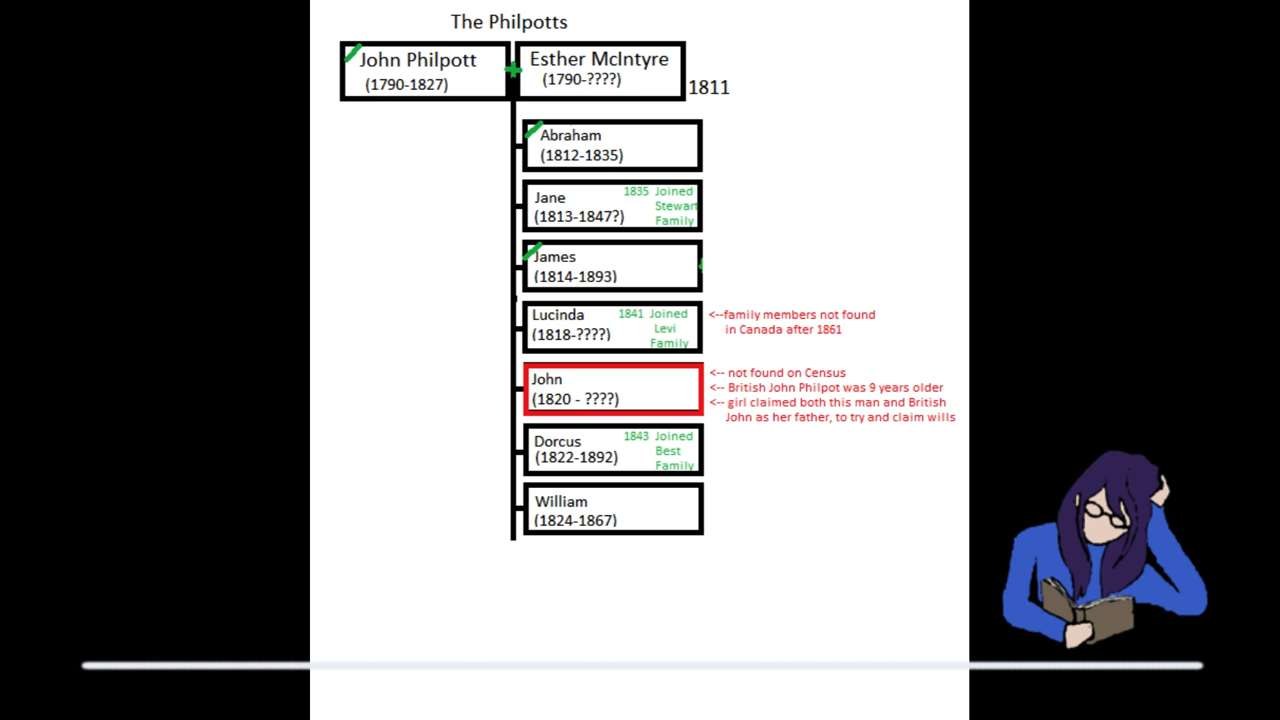 The Philpotts
John Philpott
(1790-1827)
Esther McIntyre
(1790-????)
1811
Abraham
(1812-1835)
Jane
(1813-1847?)
1835 Joined
Stewart
Family
James
(1814-1893)
Lucinda
(1818-????)
1841 Joined
Levi
Family
<--family members not found
in Canada after 1861
John
(1820 - ????)
<-- not found on Census
<-- British John Philpot was 9 years older
<-- girl claimed both this man and British
John as her father, to try and claim wills
Dorcus
(1822-1892)
1843 Joined
Best
Family
William
(1824-1867)